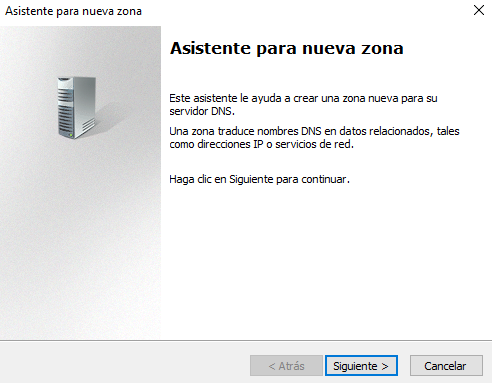 Asistente para nueva zona
Asistente para nueva zona
Este asistente le ayuda a crear una zona nueva para su
servidor DNS.
Una zona traduce nombres DNS en datos relacionados, tales
como direcciones IP o servicios de red.
Haga clic en Siguiente para continuar.
< Atrás
Siguiente >
Cancelar